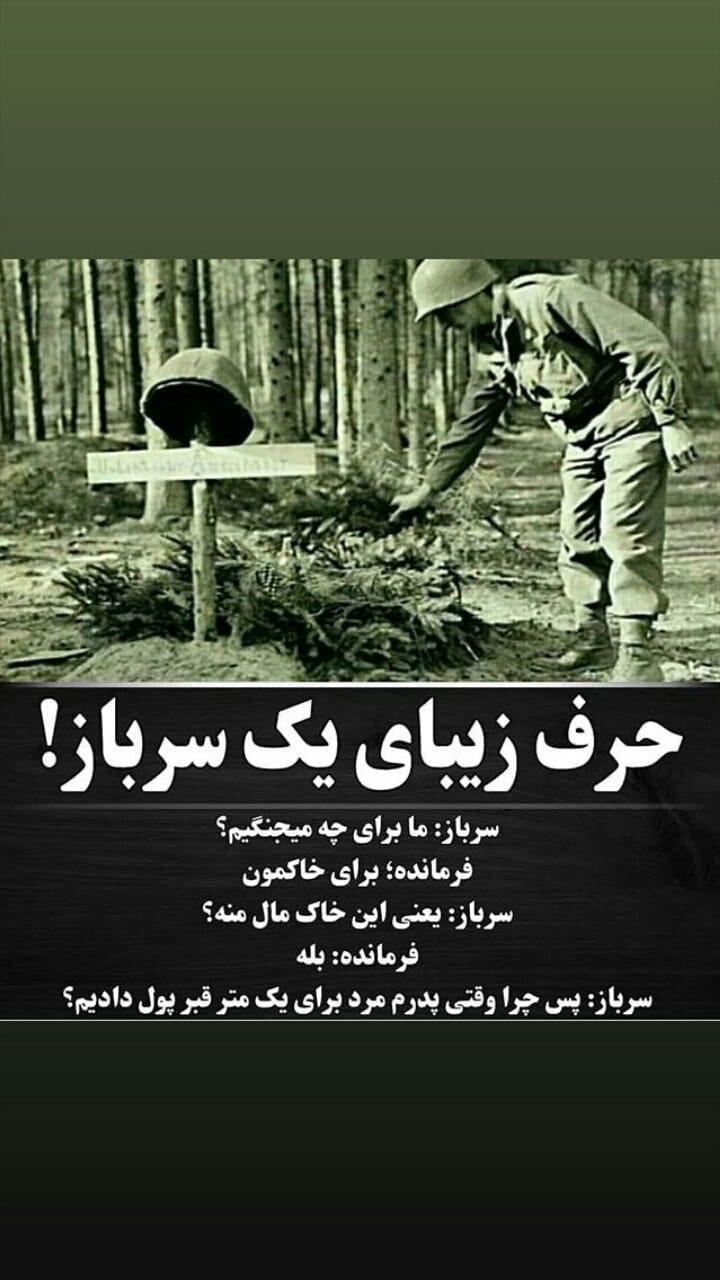 حرف زیبای یک سرباز!
سرباز: ما برای چه میجنگیم؟
فرمانده؛ برای خاکمون
سرباز: یعنی این خاک مال منه؟
فرمانده: بله
سرباز: پس چرا وقتی پدرم مرد برای یک متر قبر پول دادیم؟